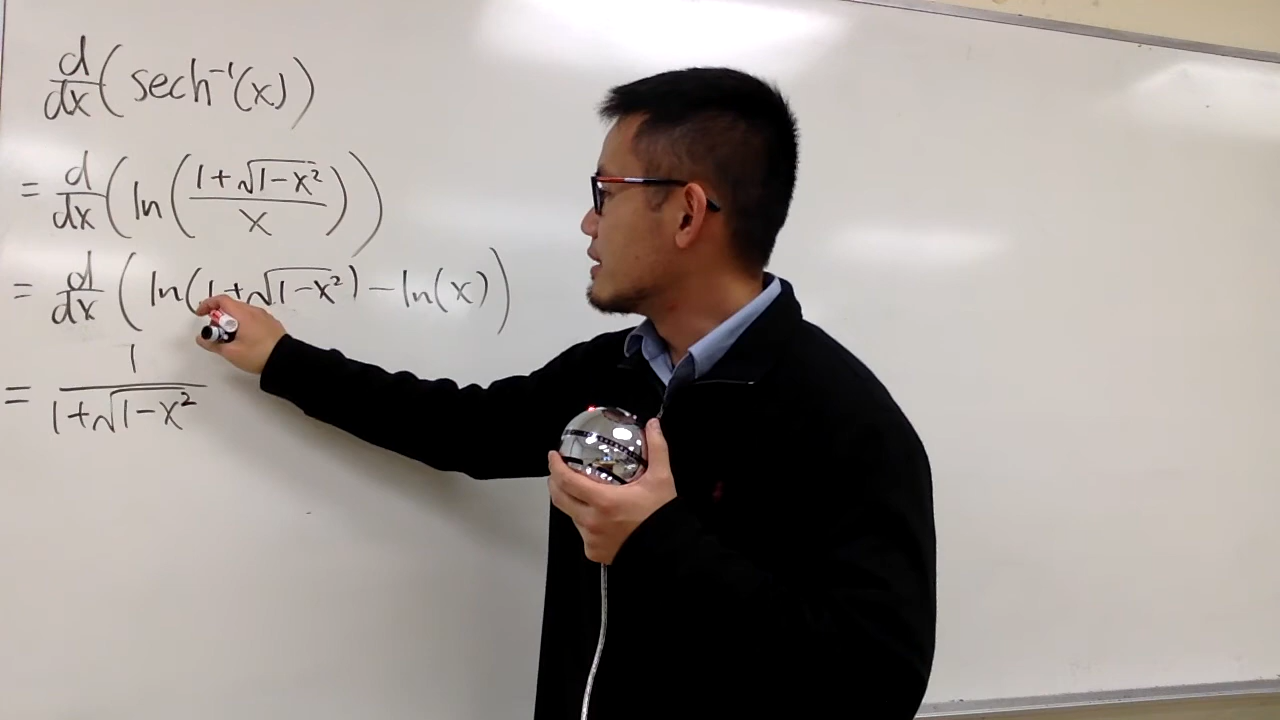 d/dx (sech⁻¹(x))
= d/dx (ln((1+√(1-x²))/x))
= d/dx (ln(1+√(1-x²)) - ln(x))
= 1/(1+√(1-x²))